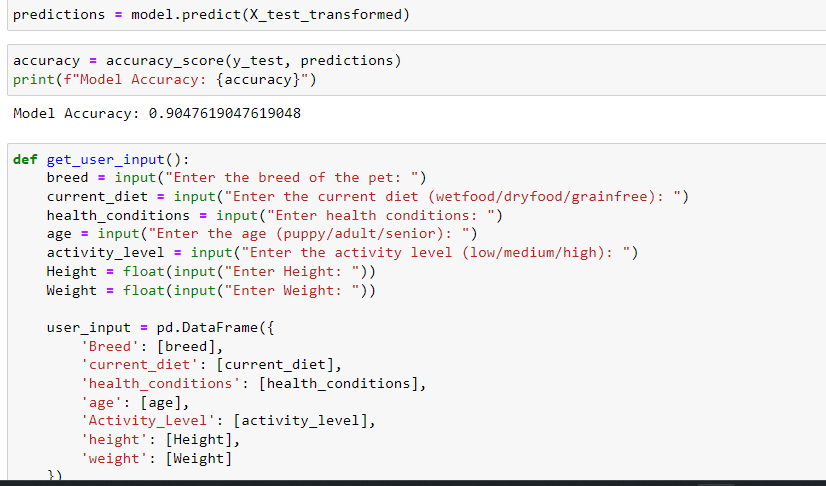 predictions = model.predict(X_test_transformed)
accuracy = accuracy_score(y_test, predictions)
print(f"Model Accuracy: {accuracy}")
Model Accuracy: 0.9047619047619048
def get_user_input():
    breed = input("Enter the breed of the pet: ")
    current_diet = input("Enter the current diet (wetfood/dryfood/grainfree): ")
    health_conditions = input("Enter health conditions: ")
    age = input("Enter the age (puppy/adult/senior): ")
    activity_level = input("Enter the activity level (low/medium/high): ")
    Height = float(input("Enter Height: "))
    Weight = float(input("Enter Weight: "))
    user_input = pd.DataFrame({
        'Breed': [breed],
        'current_diet': [current_diet],
        'health_conditions': [health_conditions],
        'age': [age],
        'Activity_Level': [activity_level],
        'height': [Height],
        'weight': [Weight]
    })